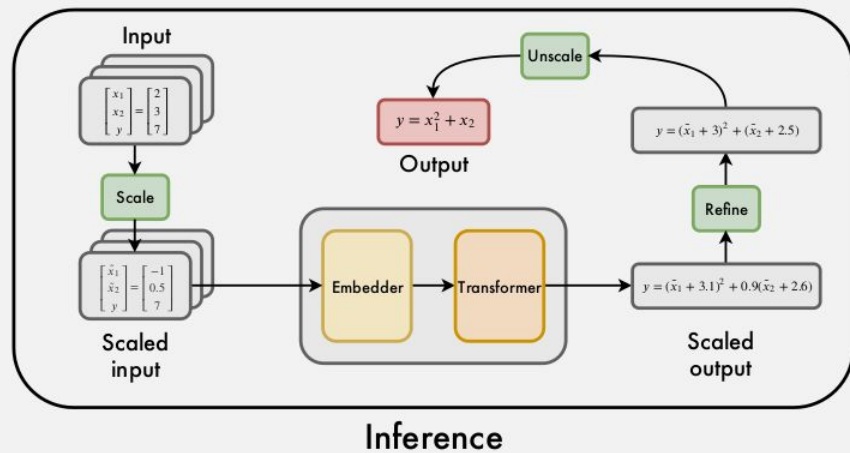 Input
[x₁ x₂ y] = [2 3 7]
Scale
[x̃₁ x̃₂ y] = [−1 0.5 7]
Scaled
input
Embedder
Transformer
y = (x̃₁ + 3.1)² + 0.9(x̃₂ + 2.6)
Scaled
output
Refine
y = (x̃₁ + 3)² + (x̃₂ + 2.5)
Unscale
y = x₁² + x₂
Output
Inference